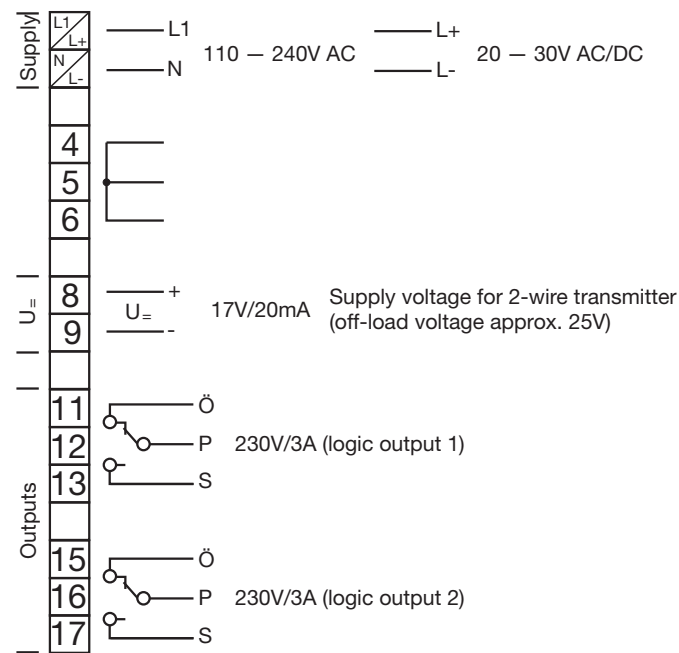 Supply
L1
L+
L1
110 — 240V AC
L+
20 — 30V AC/DC
N
L-
N
L-
4
5
6
U=
8
+
U=
17V/20mA
Supply voltage for 2-wire transmitter
9
-
(off-load voltage approx. 25V)
Outputs
11
Ö
12
P 230V/3A (logic output 1)
13
S
15
Ö
16
P 230V/3A (logic output 2)
17
S